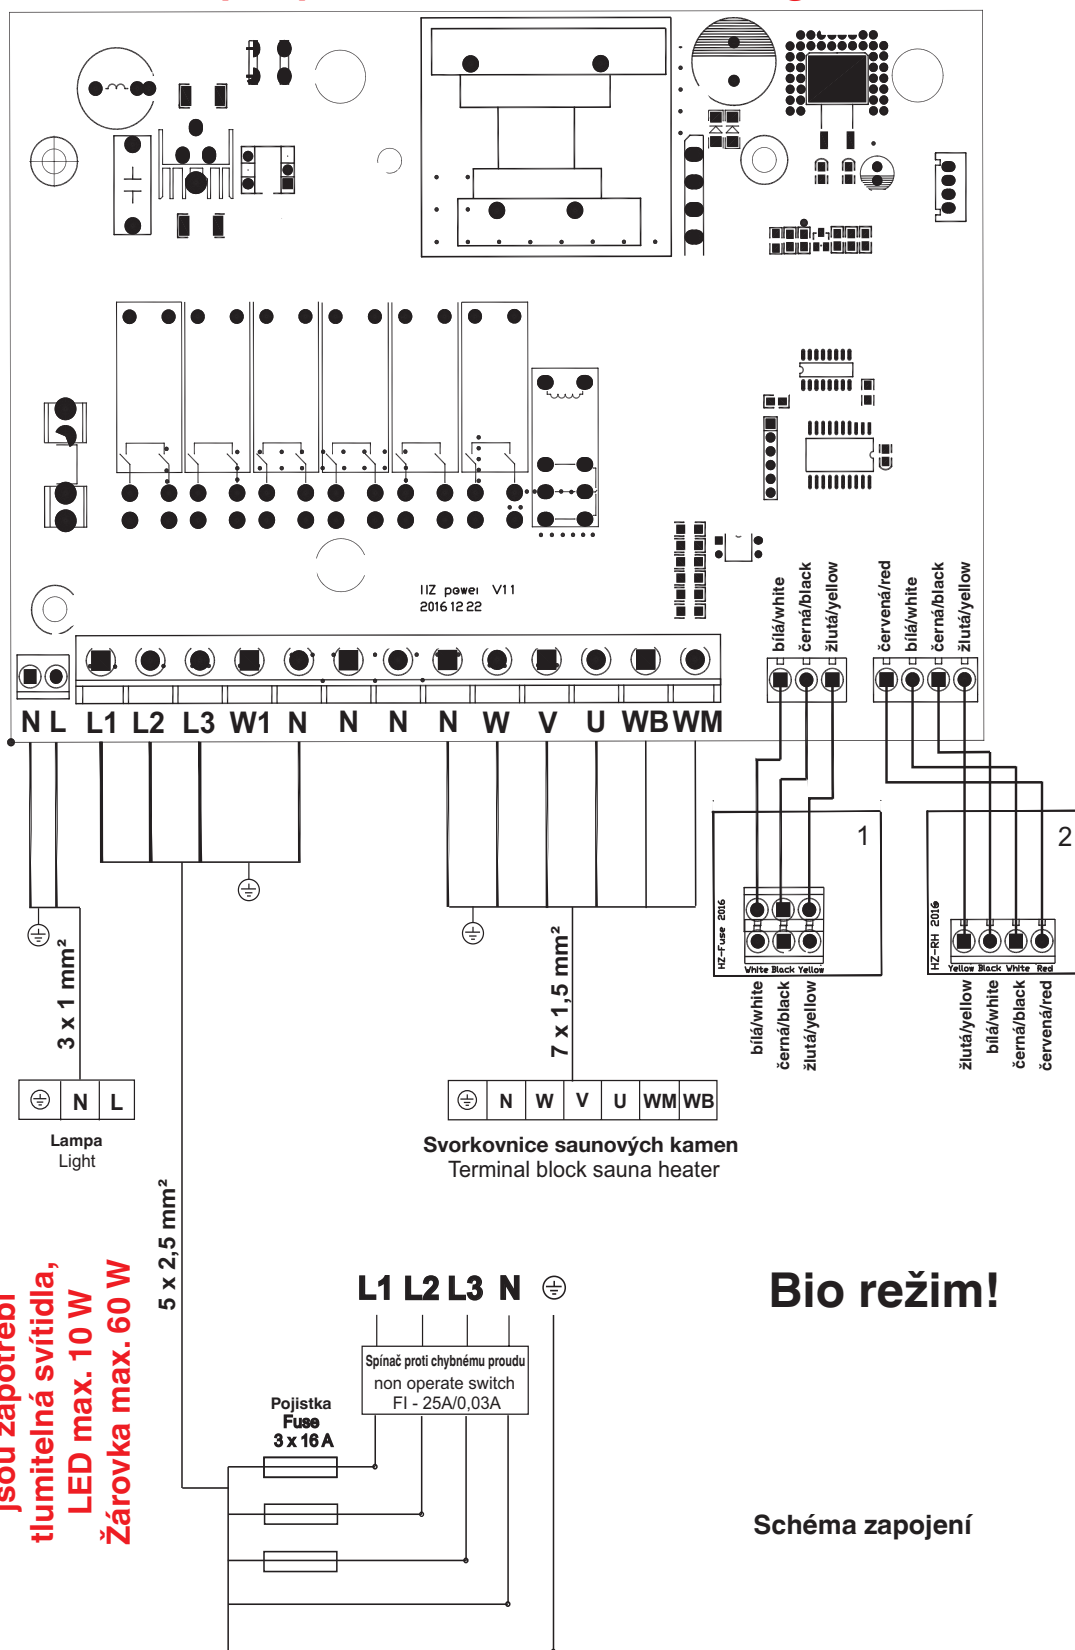 HZ power V1 1
2016 12 22
bílá/white
černá/black
žlutá/yellow
červená/red
bílá/white
černá/black
žlutá/yellow
N L L1 L2 L3 W1 N N N N W V U WB WM
1
HZ-Fuse 2016
White Black Yellow
bílá/white
černá/black
žlutá/yellow
2
HZ-RH 2016
Yellow Black White Red
žlutá/yellow
bílá/white
černá/black
červená/red
3 x 1 mm²
7 x 1,5 mm²
N L
Lampa
Light
N W V U WM WB
Svorkovnice saunových kamen
Terminal block sauna heater
5 x 2,5 mm²
jsou zapotřebí
tlumitelná svítidla,
LED max. 10 W
Žárovka max. 60 W
L1 L2 L3 N
Spínač proti chybnému proudu
non operate switch
FI - 25A/0,03A
Pojistka
Fuse
3 x 16 A
Bio režim!
Schéma zapojení